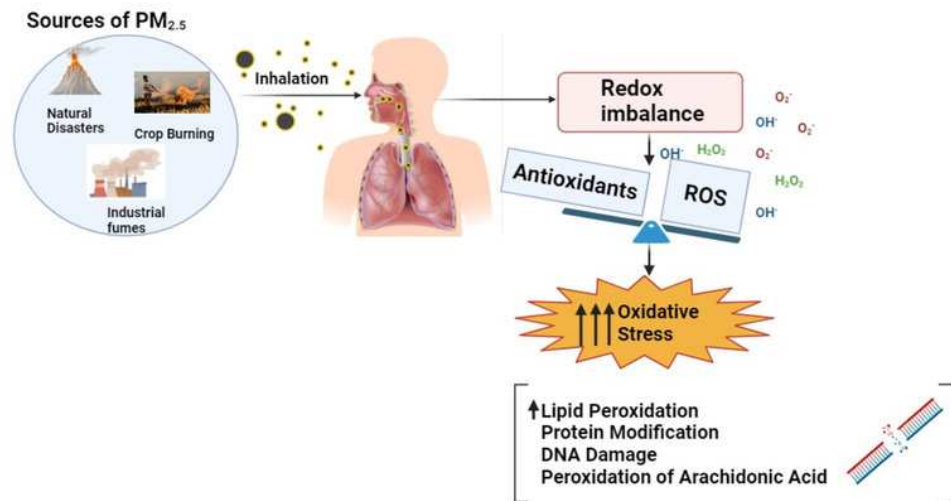 Sources of PM₂.₅
Natural
Disasters
Crop Burning
Industrial
fumes
Inhalation
Redox
imbalance
O₂⁻
OH⁻
O₂⁻
OH⁻
H₂O₂
O₂⁻
H₂O₂
OH⁻
Antioxidants
ROS
Oxidative
Stress
Lipid Peroxidation
Protein Modification
DNA Damage
Peroxidation of Arachidonic Acid